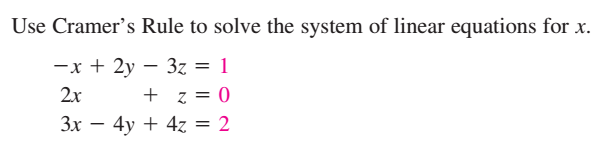 Use Cramer’s Rule to solve the system of linear equations for x.
−x + 2y − 3z = 1
2x + z = 0
3x − 4y + 4z = 2